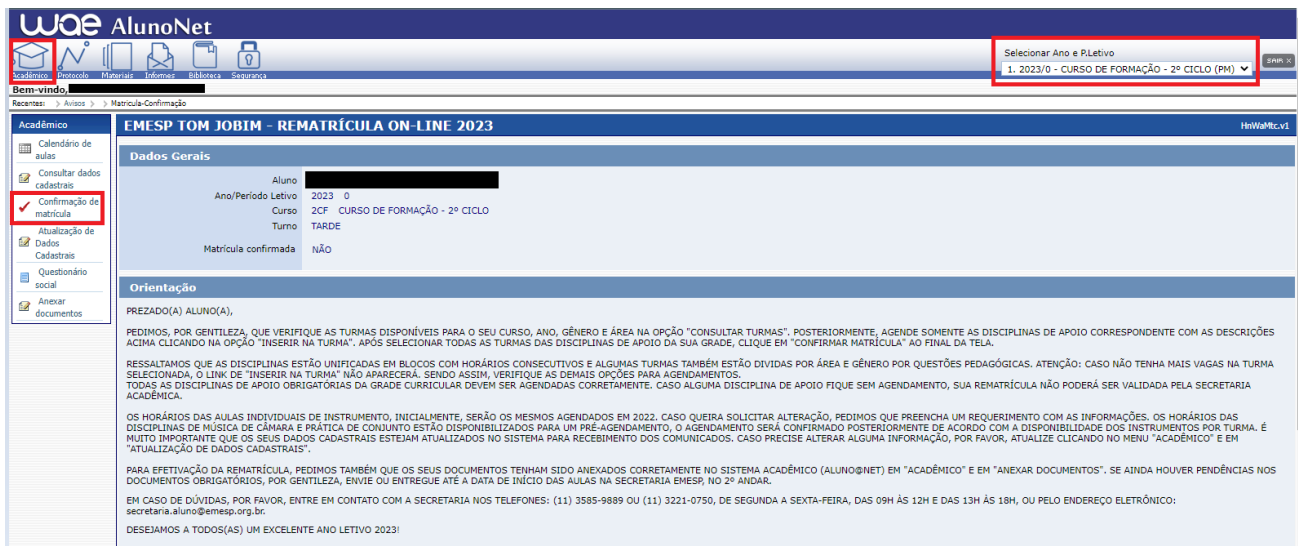 wae AlunoNet
Selecionar Ano e P.Letivo
1. 2023/0 - CURSO DE FORMAÇÃO - 2º CICLO (PM)
SAIR X
Acadêmico Protocolo Materiais Informes Biblioteca Segurança
Bem-vindo,
Recentes: > Avisos > > Matricula-Confirmação
Acadêmico
Calendário de
aulas
Consultar dados
cadastrais
Confirmação de
matrícula
Atualização de
Dados
Cadastrais
Questionário
social
Anexar
documentos
EMESP TOM JOBIM - REMATRÍCULA ON-LINE 2023
HnWaMtc.v1
Dados Gerais
Aluno
Ano/Período Letivo 2023 0
Curso 2CF CURSO DE FORMAÇÃO - 2º CICLO
Turno TARDE
Matrícula confirmada NÃO
Orientação
PREZADO(A) ALUNO(A),
PEDIMOS, POR GENTILEZA, QUE VERIFIQUE AS TURMAS DISPONÍVEIS PARA O SEU CURSO, ANO, GÊNERO E ÁREA NA OPÇÃO "CONSULTAR TURMAS". POSTERIORMENTE, AGENDE SOMENTE AS DISCIPLINAS DE APOIO CORRESPONDENTE COM AS DESCRIÇÕES
ACIMA CLICANDO NA OPÇÃO "INSERIR NA TURMA". APÓS SELECIONAR TODAS AS TURMAS DAS DISCIPLINAS DE APOIO DA SUA GRADE, CLIQUE EM "CONFIRMAR MATRÍCULA" AO FINAL DA TELA.
RESSALTAMOS QUE AS DISCIPLINAS ESTÃO UNIFICADAS EM BLOCOS COM HORÁRIOS CONSECUTIVOS E ALGUMAS TURMAS TAMBÉM ESTÃO DIVIDAS POR ÁREA E GÊNERO POR QUESTÕES PEDAGÓGICAS. ATENÇÃO: CASO NÃO TENHA MAIS VAGAS NA TURMA
SELECIONADA, O LINK DE "INSERIR NA TURMA" NÃO APARECERÁ. SENDO ASSIM, VERIFIQUE AS DEMAIS OPÇÕES PARA AGENDAMENTOS.
TODAS AS DISCIPLINAS DE APOIO OBRIGATÓRIAS DA GRADE CURRICULAR DEVEM SER AGENDADAS CORRETAMENTE. CASO ALGUMA DISCIPLINA DE APOIO FIQUE SEM AGENDAMENTO, SUA REMATRÍCULA NÃO PODERÁ SER VALIDADA PELA SECRETARIA
ACADÊMICA.
OS HORÁRIOS DAS AULAS INDIVIDUAIS DE INSTRUMENTO, INICIALMENTE, SERÃO OS MESMOS AGENDADOS EM 2022. CASO QUEIRA SOLICITAR ALTERAÇÃO, PEDIMOS QUE PREENCHA UM REQUERIMENTO COM AS INFORMAÇÕES. OS HORÁRIOS DAS
DISCIPLINAS DE MÚSICA DE CÂMARA E PRÁTICA DE CONJUNTO ESTÃO DISPONIBILIZADOS PARA UM PRÉ-AGENDAMENTO, O AGENDAMENTO SERÁ CONFIRMADO POSTERIORMENTE DE ACORDO COM A DISPONIBILIDADE DOS INSTRUMENTOS POR TURMA. É
MUITO IMPORTANTE QUE OS SEUS DADOS CADASTRAIS ESTEJAM ATUALIZADOS NO SISTEMA PARA RECEBIMENTO DOS COMUNICADOS. CASO PRECISE ALTERAR ALGUMA INFORMAÇÃO, POR FAVOR, ATUALIZE CLICANDO NO MENU "ACADÊMICO" E EM
"ATUALIZAÇÃO DE DADOS CADASTRAIS".
PARA EFETIVAÇÃO DA REMATRÍCULA, PEDIMOS TAMBÉM QUE OS SEUS DOCUMENTOS TENHAM SIDO ANEXADOS CORRETAMENTE NO SISTEMA ACADÊMICO (ALUNO@NET) EM "ACADÊMICO" E EM "ANEXAR DOCUMENTOS". SE AINDA HOUVER PENDÊNCIAS NOS
DOCUMENTOS OBRIGATÓRIOS, POR GENTILEZA, ENVIE OU ENTREGUE ATÉ A DATA DE INÍCIO DAS AULAS NA SECRETARIA EMESP, NO 2º ANDAR.
EM CASO DE DÚVIDAS, POR FAVOR, ENTRE EM CONTATO COM A SECRETARIA NOS TELEFONES: (11) 3585-9889 OU (11) 3221-0750, DE SEGUNDA A SEXTA-FEIRA, DAS 09H ÀS 12H E DAS 13H ÀS 18H, OU PELO ENDEREÇO ELETRÔNICO:
secretaria.aluno@emesp.org.br.
DESEJAMOS A TODOS(AS) UM EXCELENTE ANO LETIVO 2023!